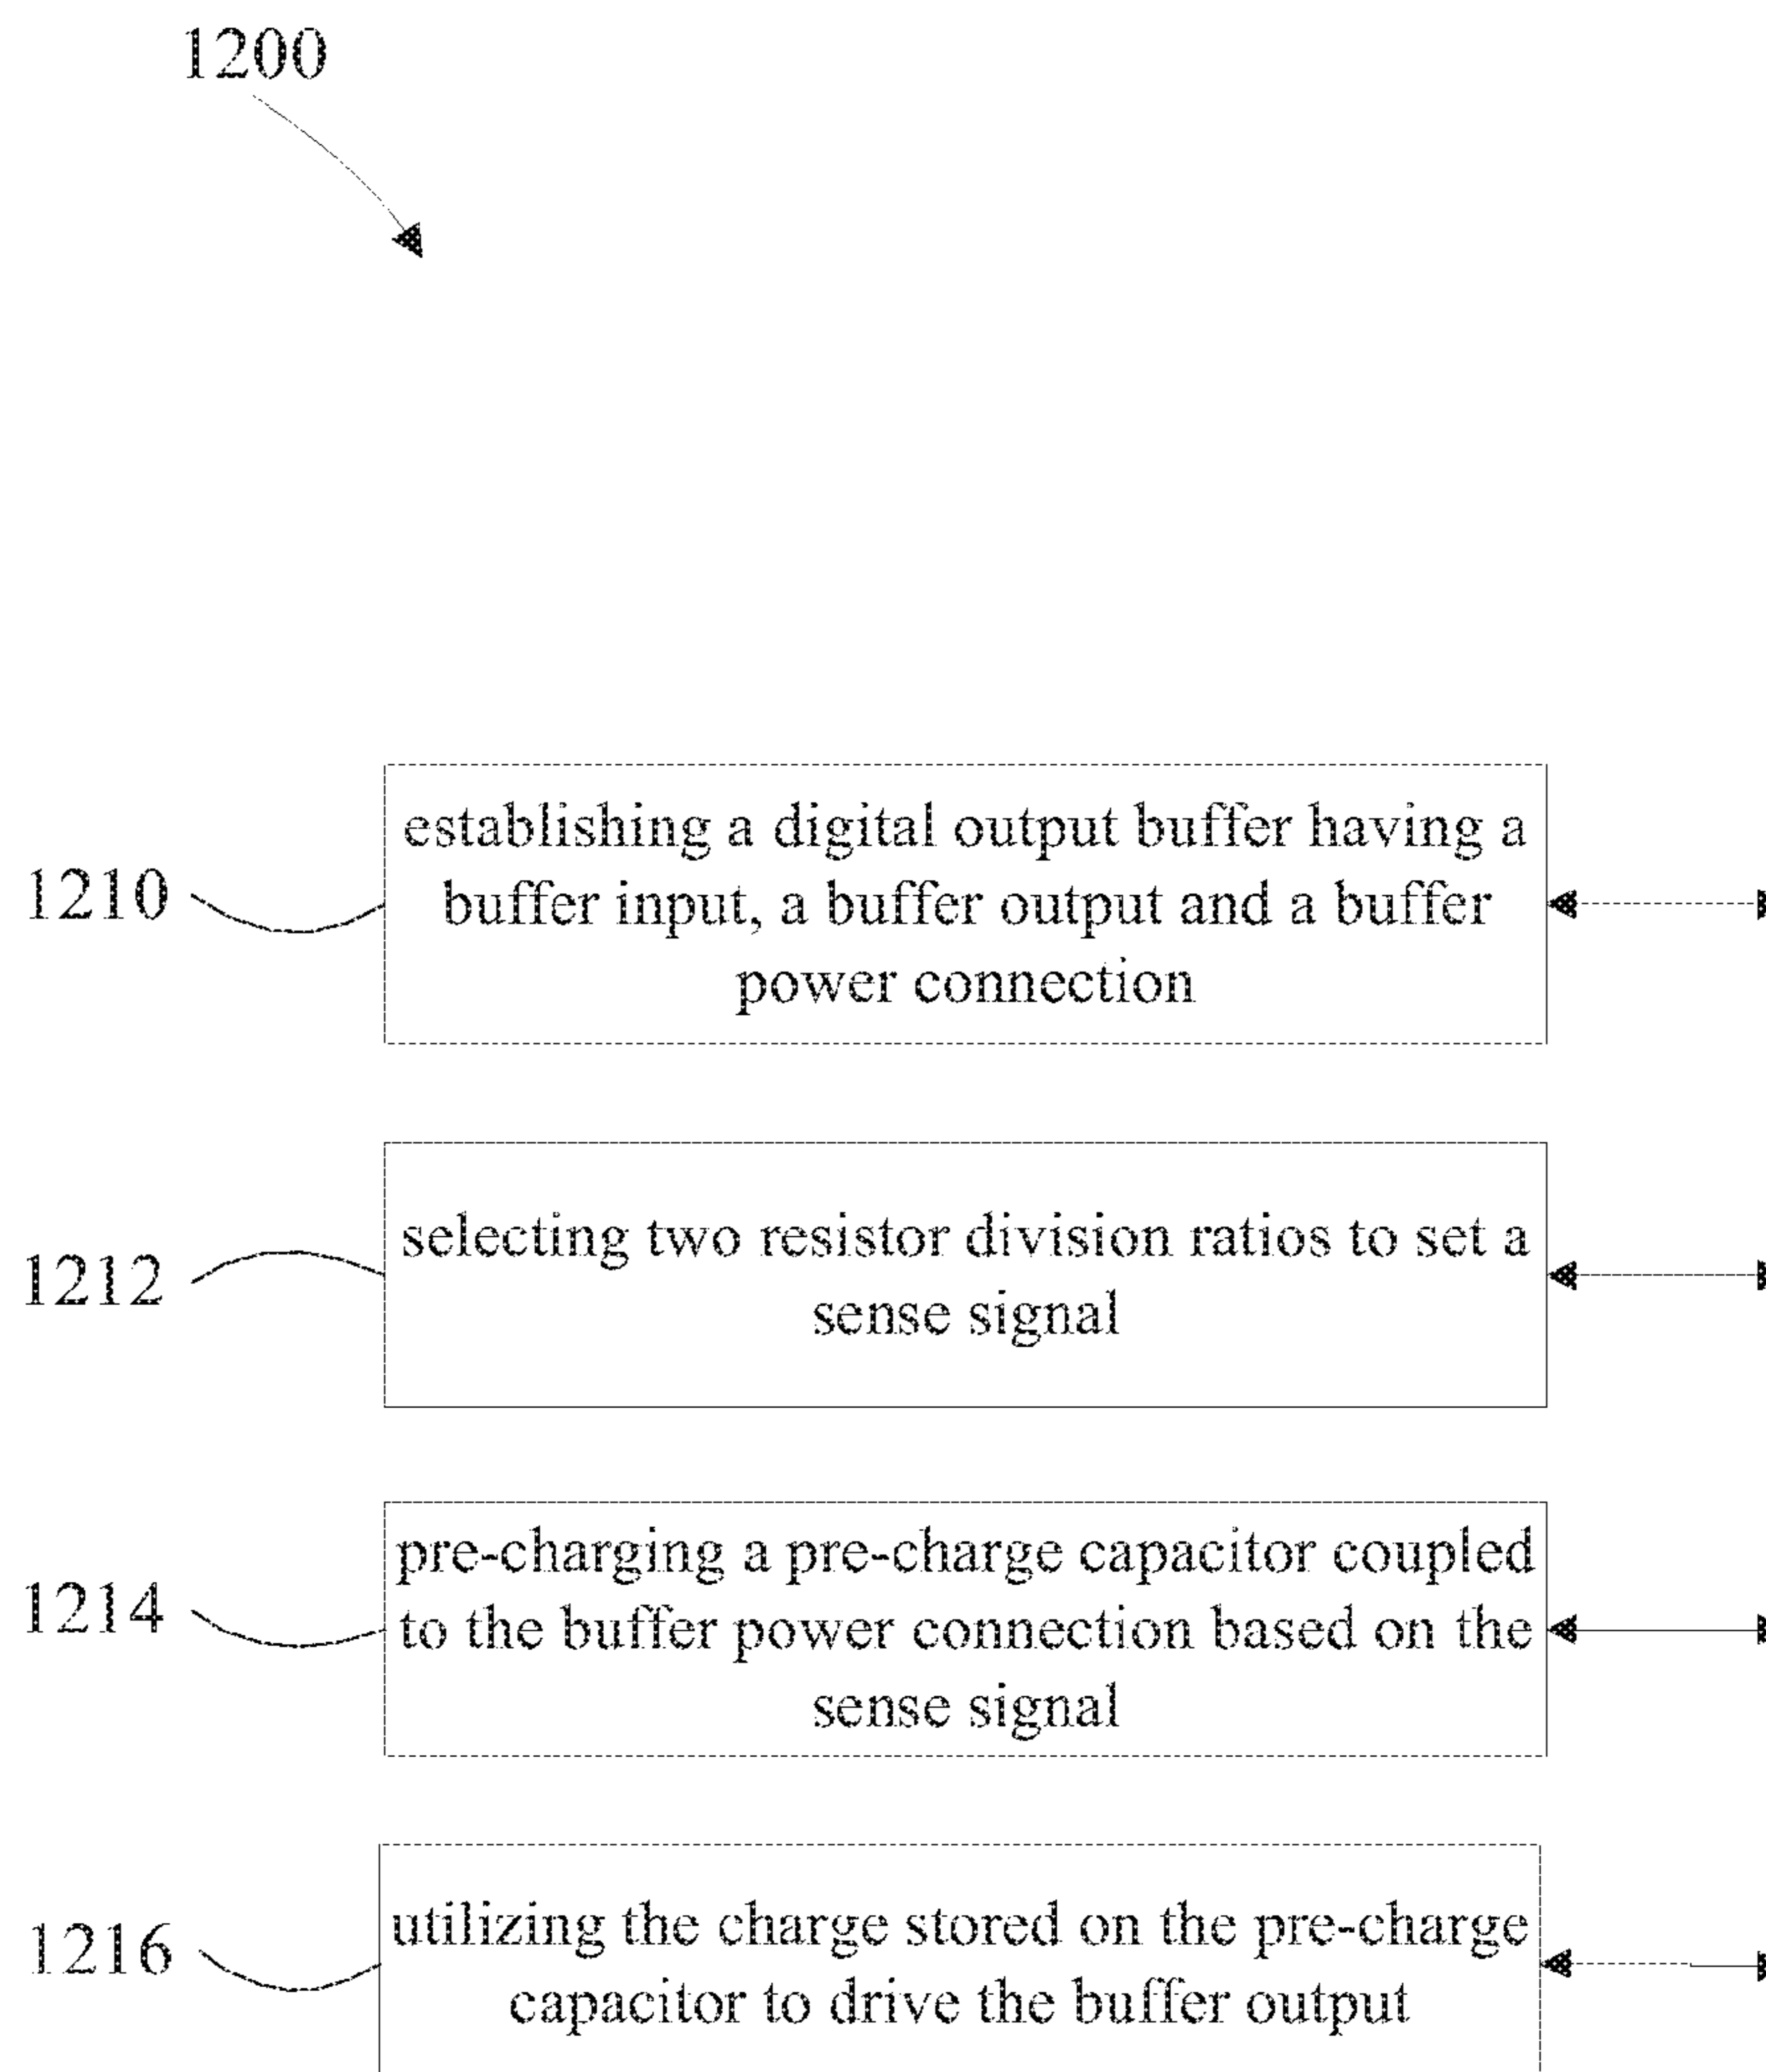 1200
1210
establishing a digital output buffer having a
buffer input, a buffer output and a buffer
power connection
1212
selecting two resistor division ratios to set a
sense signal
1214
pre-charging a pre-charge capacitor coupled
to the buffer power connection based on the
sense signal
1216
utilizing the charge stored on the pre-charge
capacitor to drive the buffer output